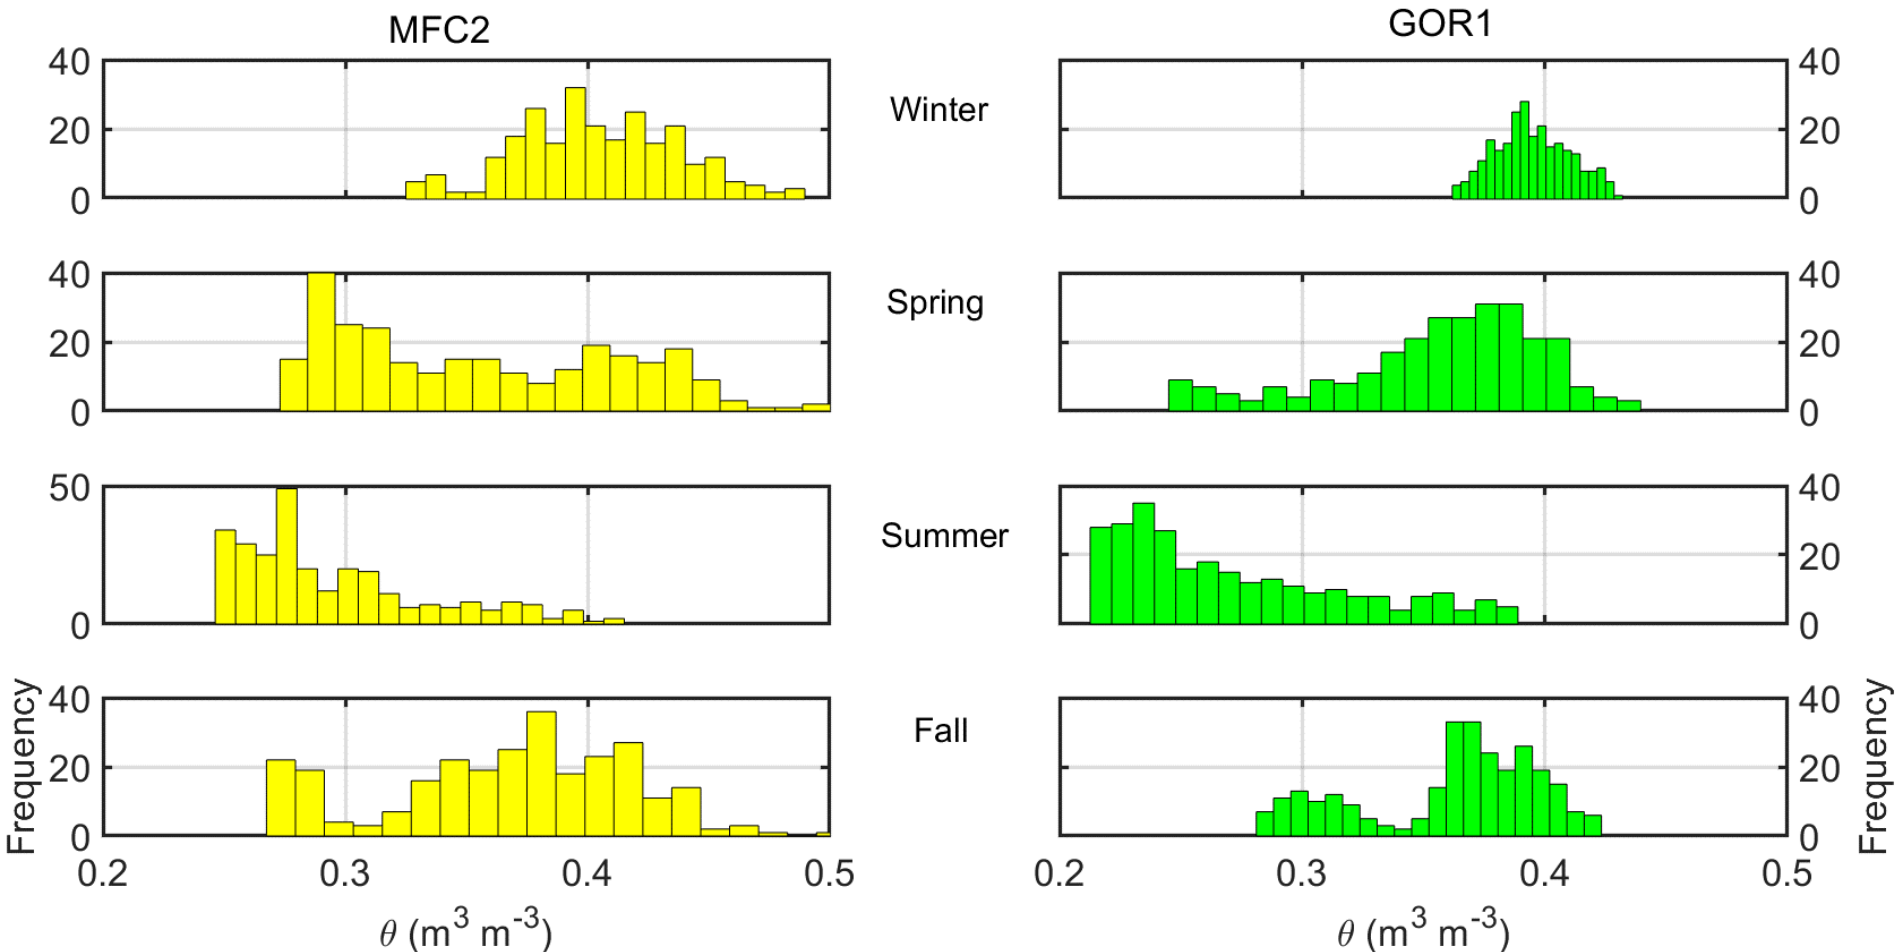 MFC2 GOR1
40 40
Winter
20 20
0 0
40 40
Spring
20 20
0 0
50 40
Summer
20
0 0
40 40
Fall
20 20
0 0
Frequency Frequency
0.2 0.3 0.4 0.5 0.2 0.3 0.4 0.5
θ (m³ m⁻³) θ (m³ m⁻³)